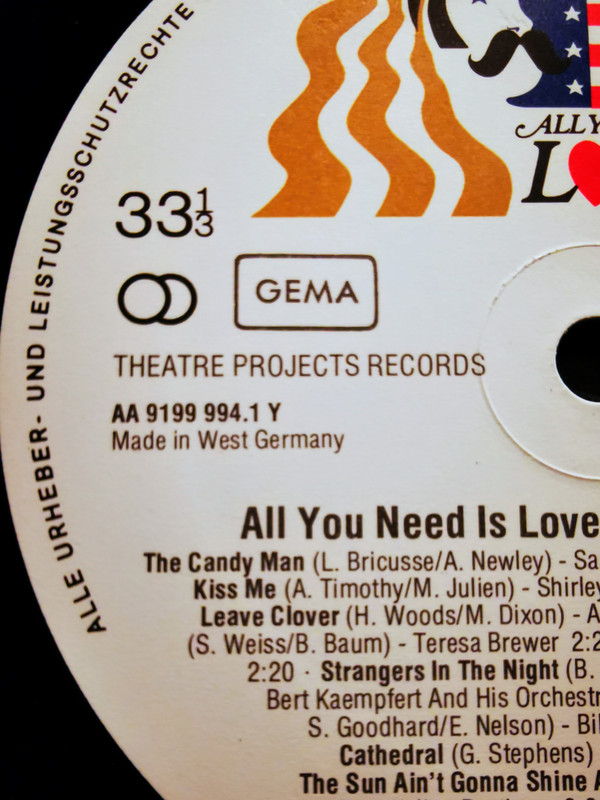 ALLE URHEBER- UND LEISTUNGSSCHUTZRECHTE
ALL Y
33 1/3
GEMA
THEATRE PROJECTS RECORDS
AA 9199 994.1 Y
Made in West Germany
All You Need Is Love
The Candy Man (L. Bricusse/A. Newley) - Sa
Kiss Me (A. Timothy/M. Julien) - Shirley
Leave Clover (H. Woods/M. Dixon) - A
(S. Weiss/B. Baum) - Teresa Brewer 2:2
2:20 · Strangers In The Night (B.
Bert Kaempfert And His Orchestr
S. Goodhard/E. Nelson) - Bil
Cathedral (G. Stephens)
The Sun Ain't Gonna Shine A